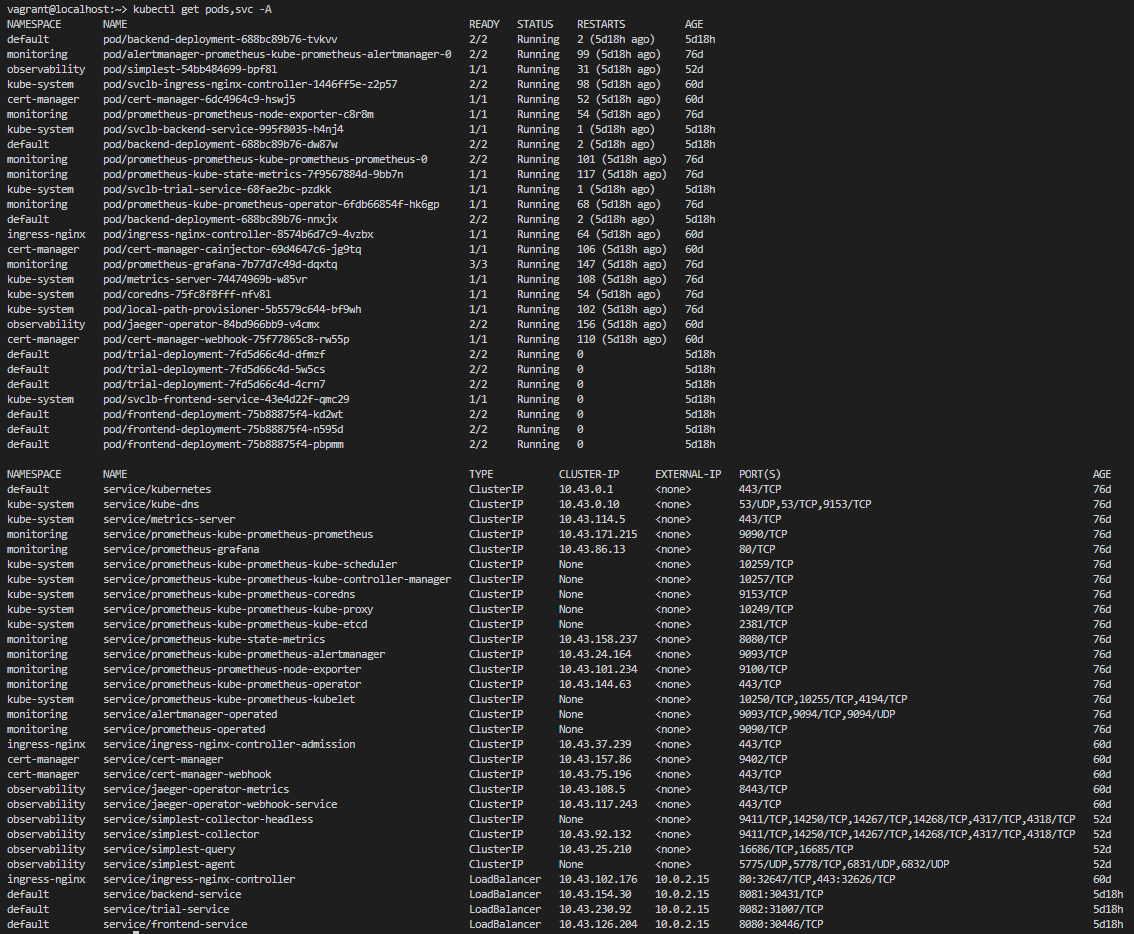 vagrant@localhost:~> kubectl get pods,svc -A
NAMESPACE NAME READY STATUS RESTARTS AGE
default pod/backend-deployment-688bc89b76-tvkvv 2/2 Running 2 (5d18h ago) 5d18h
monitoring pod/alertmanager-prometheus-kube-prometheus-alertmanager-0 2/2 Running 99 (5d18h ago) 76d
observability pod/simplest-54bb484699-bpf8l 1/1 Running 31 (5d18h ago) 52d
kube-system pod/svclb-ingress-nginx-controller-1446ff5e-z2p57 2/2 Running 98 (5d18h ago) 60d
cert-manager pod/cert-manager-6dc4964c9-hswj5 1/1 Running 52 (5d18h ago) 60d
monitoring pod/prometheus-prometheus-node-exporter-c8r8m 1/1 Running 54 (5d18h ago) 76d
kube-system pod/svclb-backend-service-995f8035-h4nj4 1/1 Running 1 (5d18h ago) 5d18h
default pod/backend-deployment-688bc89b76-dw87w 2/2 Running 2 (5d18h ago) 5d18h
monitoring pod/prometheus-prometheus-kube-prometheus-prometheus-0 2/2 Running 101 (5d18h ago) 76d
monitoring pod/prometheus-kube-state-metrics-7f9567884d-9bb7n 1/1 Running 117 (5d18h ago) 76d
kube-system pod/svclb-trial-service-68fae2bc-pzdkk 1/1 Running 1 (5d18h ago) 5d18h
monitoring pod/prometheus-kube-prometheus-operator-6fdb66854f-hk6gp 1/1 Running 68 (5d18h ago) 76d
default pod/backend-deployment-688bc89b76-nnxjx 2/2 Running 2 (5d18h ago) 5d18h
ingress-nginx pod/ingress-nginx-controller-8574b6d7c9-4vzbx 1/1 Running 64 (5d18h ago) 60d
cert-manager pod/cert-manager-cainjector-69d4647c6-jg9tq 1/1 Running 106 (5d18h ago) 60d
monitoring pod/prometheus-grafana-7b77d7c49d-dqxtq 3/3 Running 147 (5d18h ago) 76d
kube-system pod/metrics-server-74474969b-w85vr 1/1 Running 108 (5d18h ago) 76d
kube-system pod/coredns-75fc8f8fff-nfv8l 1/1 Running 54 (5d18h ago) 76d
kube-system pod/local-path-provisioner-5b5579c644-bf9wh 1/1 Running 102 (5d18h ago) 76d
observability pod/jaeger-operator-84bd966bb9-v4cmx 2/2 Running 156 (5d18h ago) 60d
cert-manager pod/cert-manager-webhook-75f77865c8-rw55p 1/1 Running 110 (5d18h ago) 60d
default pod/trial-deployment-7fd5d66c4d-dfmzf 2/2 Running 0 5d18h
default pod/trial-deployment-7fd5d66c4d-5w5cs 2/2 Running 0 5d18h
default pod/trial-deployment-7fd5d66c4d-4crn7 2/2 Running 0 5d18h
kube-system pod/svclb-frontend-service-43e4d22f-qmc29 1/1 Running 0 5d18h
default pod/frontend-deployment-75b88875f4-kd2wt 2/2 Running 0 5d18h
default pod/frontend-deployment-75b88875f4-n595d 2/2 Running 0 5d18h
default pod/frontend-deployment-75b88875f4-pbpmm 2/2 Running 0 5d18h
NAMESPACE NAME TYPE CLUSTER-IP EXTERNAL-IP PORT(S) AGE
default service/kubernetes ClusterIP 10.43.0.1 <none> 443/TCP 76d
kube-system service/kube-dns ClusterIP 10.43.0.10 <none> 53/UDP,53/TCP,9153/TCP 76d
kube-system service/metrics-server ClusterIP 10.43.114.5 <none> 443/TCP 76d
monitoring service/prometheus-kube-prometheus-prometheus ClusterIP 10.43.171.215 <none> 9090/TCP 76d
monitoring service/prometheus-grafana ClusterIP 10.43.86.13 <none> 80/TCP 76d
kube-system service/prometheus-kube-prometheus-kube-scheduler ClusterIP None <none> 10259/TCP 76d
kube-system service/prometheus-kube-prometheus-kube-controller-manager ClusterIP None <none> 10257/TCP 76d
kube-system service/prometheus-kube-prometheus-coredns ClusterIP None <none> 9153/TCP 76d
kube-system service/prometheus-kube-prometheus-kube-proxy ClusterIP None <none> 10249/TCP 76d
kube-system service/prometheus-kube-prometheus-kube-etcd ClusterIP None <none> 2381/TCP 76d
monitoring service/prometheus-kube-state-metrics ClusterIP 10.43.158.237 <none> 8080/TCP 76d
monitoring service/prometheus-kube-prometheus-alertmanager ClusterIP 10.43.24.164 <none> 9093/TCP 76d
monitoring service/prometheus-prometheus-node-exporter ClusterIP 10.43.101.234 <none> 9100/TCP 76d
monitoring service/prometheus-kube-prometheus-operator ClusterIP 10.43.144.63 <none> 443/TCP 76d
kube-system service/prometheus-kube-prometheus-kubelet ClusterIP None <none> 10250/TCP,10255/TCP,4194/TCP 76d
monitoring service/alertmanager-operated ClusterIP None <none> 9093/TCP,9094/TCP,9094/UDP 76d
monitoring service/prometheus-operated ClusterIP None <none> 9090/TCP 76d
ingress-nginx service/ingress-nginx-controller-admission ClusterIP 10.43.37.239 <none> 443/TCP 60d
cert-manager service/cert-manager ClusterIP 10.43.157.86 <none> 9402/TCP 60d
cert-manager service/cert-manager-webhook ClusterIP 10.43.75.196 <none> 443/TCP 60d
observability service/jaeger-operator-metrics ClusterIP 10.43.108.5 <none> 8443/TCP 60d
observability service/jaeger-operator-webhook-service ClusterIP 10.43.117.243 <none> 443/TCP 60d
observability service/simplest-collector-headless ClusterIP None <none> 9411/TCP,14250/TCP,14267/TCP,14268/TCP,4317/TCP,4318/TCP 52d
observability service/simplest-collector ClusterIP 10.43.92.132 <none> 9411/TCP,14250/TCP,14267/TCP,14268/TCP,4317/TCP,4318/TCP 52d
observability service/simplest-query ClusterIP 10.43.25.210 <none> 16686/TCP,16685/TCP 52d
observability service/simplest-agent ClusterIP None <none> 5775/UDP,5778/TCP,6831/UDP,6832/UDP 52d
ingress-nginx service/ingress-nginx-controller LoadBalancer 10.43.102.176 10.0.2.15 80:32647/TCP,443:32626/TCP 60d
default service/backend-service LoadBalancer 10.43.154.30 10.0.2.15 8081:30431/TCP 5d18h
default service/trial-service LoadBalancer 10.43.230.92 10.0.2.15 8082:31007/TCP 5d18h
default service/frontend-service LoadBalancer 10.43.126.204 10.0.2.15 8080:30446/TCP 5d18h